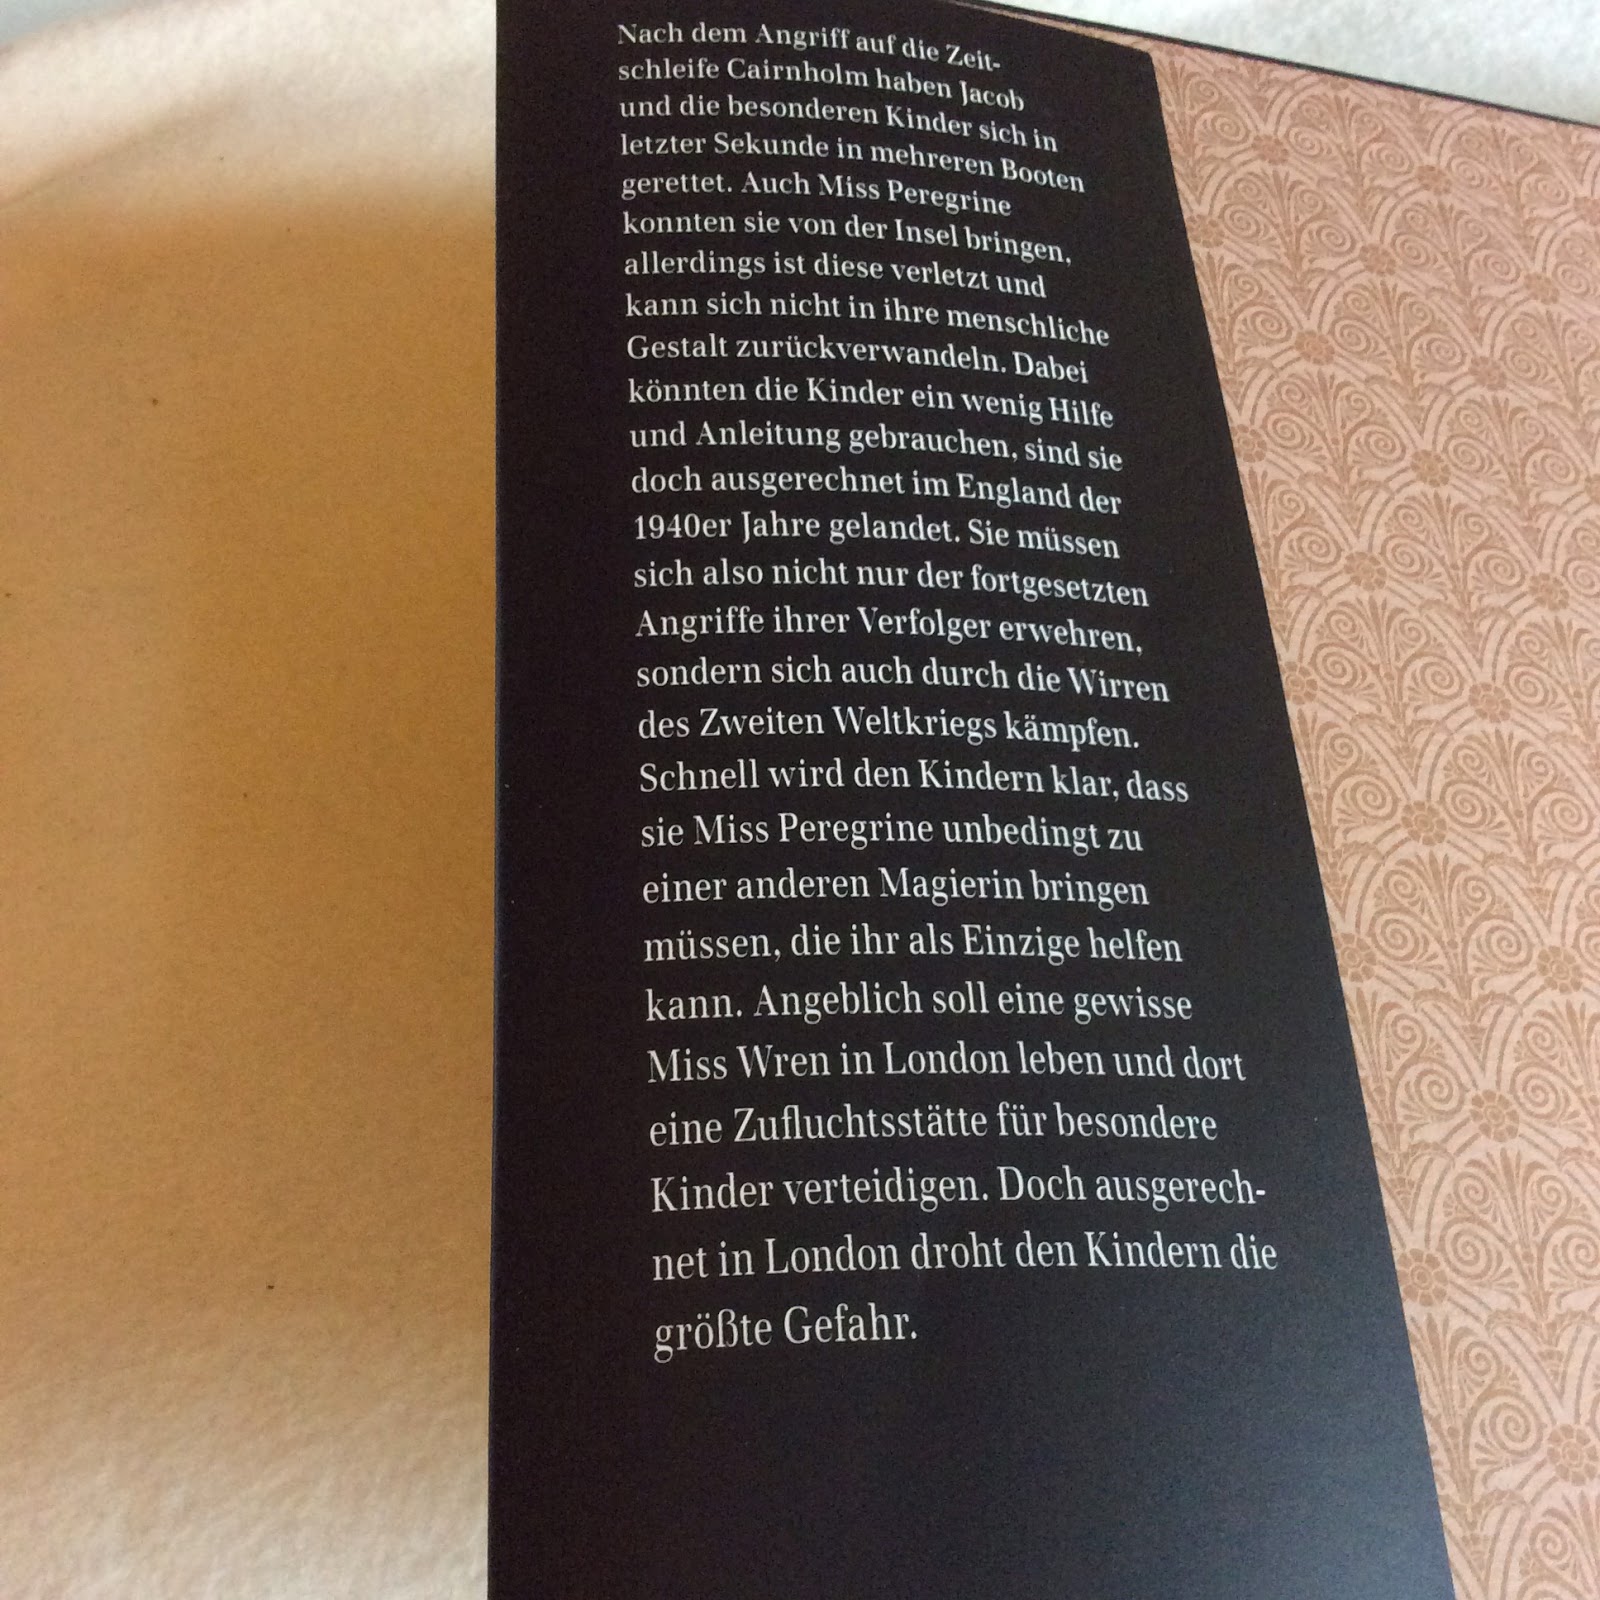 Nach dem Angriff auf die Zeit-
schleife Cairnholm haben Jacob
und die besonderen Kinder sich in
letzter Sekunde in mehreren Booten
gerettet. Auch Miss Peregrine
konnten sie von der Insel bringen,
allerdings ist diese verletzt und
kann sich nicht in ihre menschliche
Gestalt zurückverwandeln. Dabei
könnten die Kinder ein wenig Hilfe
und Anleitung gebrauchen, sind sie
doch ausgerechnet im England der
1940er Jahre gelandet. Sie müssen
sich also nicht nur der fortgesetzten
Angriffe ihrer Verfolger erwehren,
sondern sich auch durch die Wirren
des Zweiten Weltkriegs kämpfen.
Schnell wird den Kindern klar, dass
sie Miss Peregrine unbedingt zu
einer anderen Magierin bringen
müssen, die ihr als Einzige helfen
kann. Angeblich soll eine gewisse
Miss Wren in London leben und dort
eine Zufluchtsstätte für besondere
Kinder verteidigen. Doch ausgerech-
net in London droht den Kindern die
größte Gefahr.